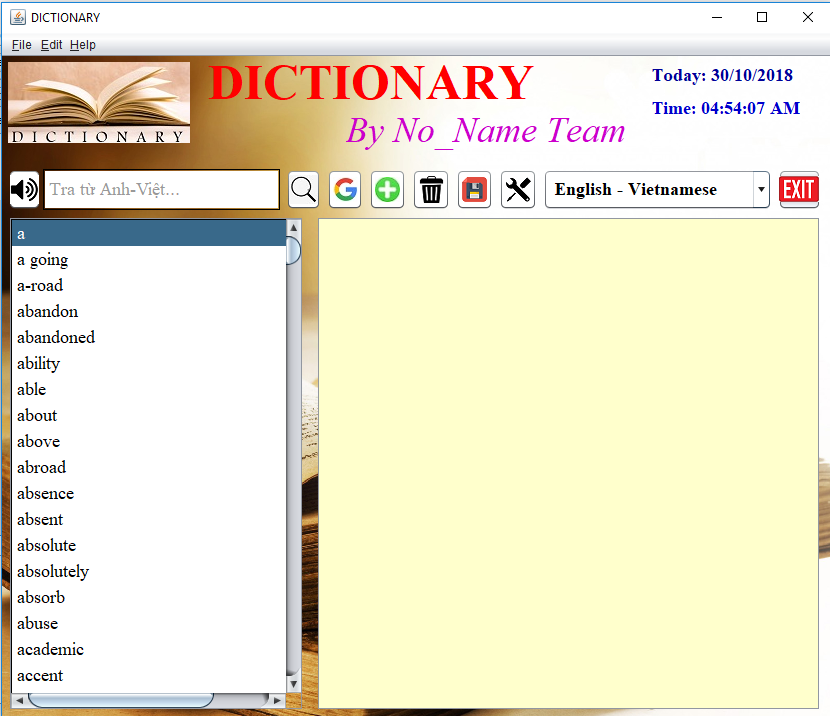 DICTIONARY
File Edit Help
DICTIONARY
DICTIONARY
By No_Name Team
Today: 30/10/2018
Time: 04:54:07 AM
Tra từ Anh-Việt...
English - Vietnamese
EXIT
a
a going
a-road
abandon
abandoned
ability
able
about
above
abroad
absence
absent
absolute
absolutely
absorb
abuse
academic
accent